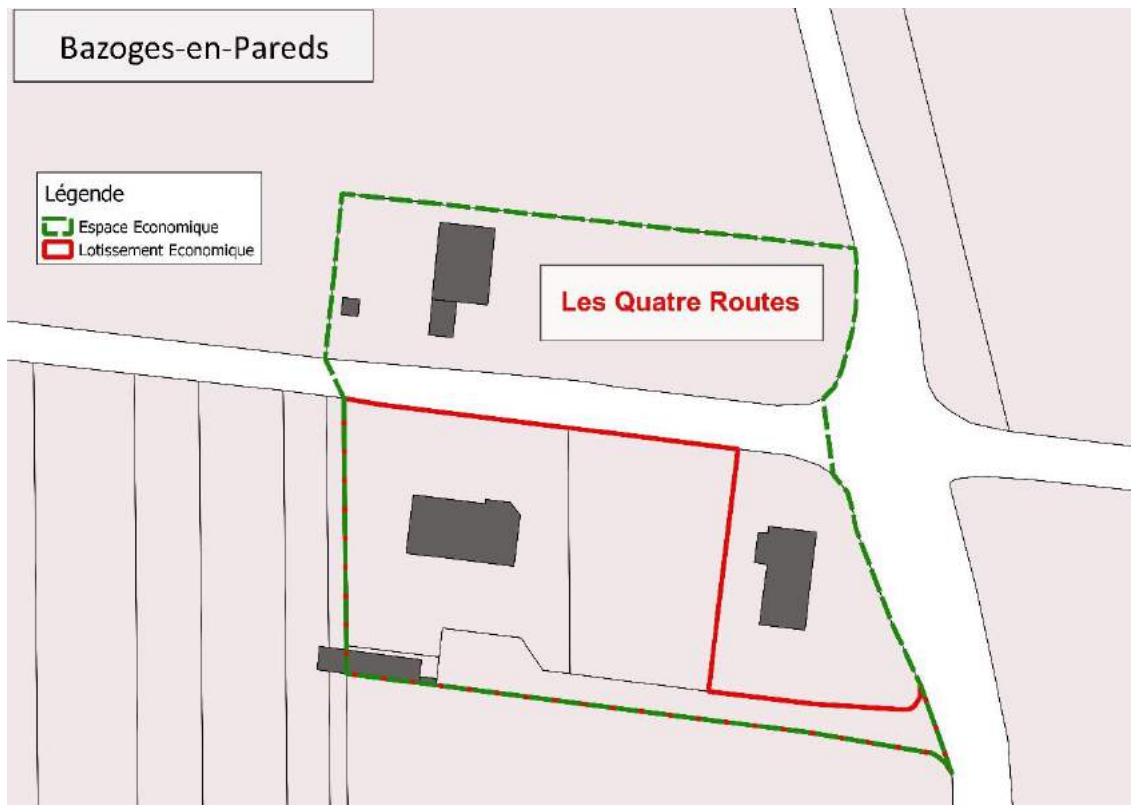 Bazoges-en-Pareds
Légende
Espace Economique
Lotissement Economique
Les Quatre Routes